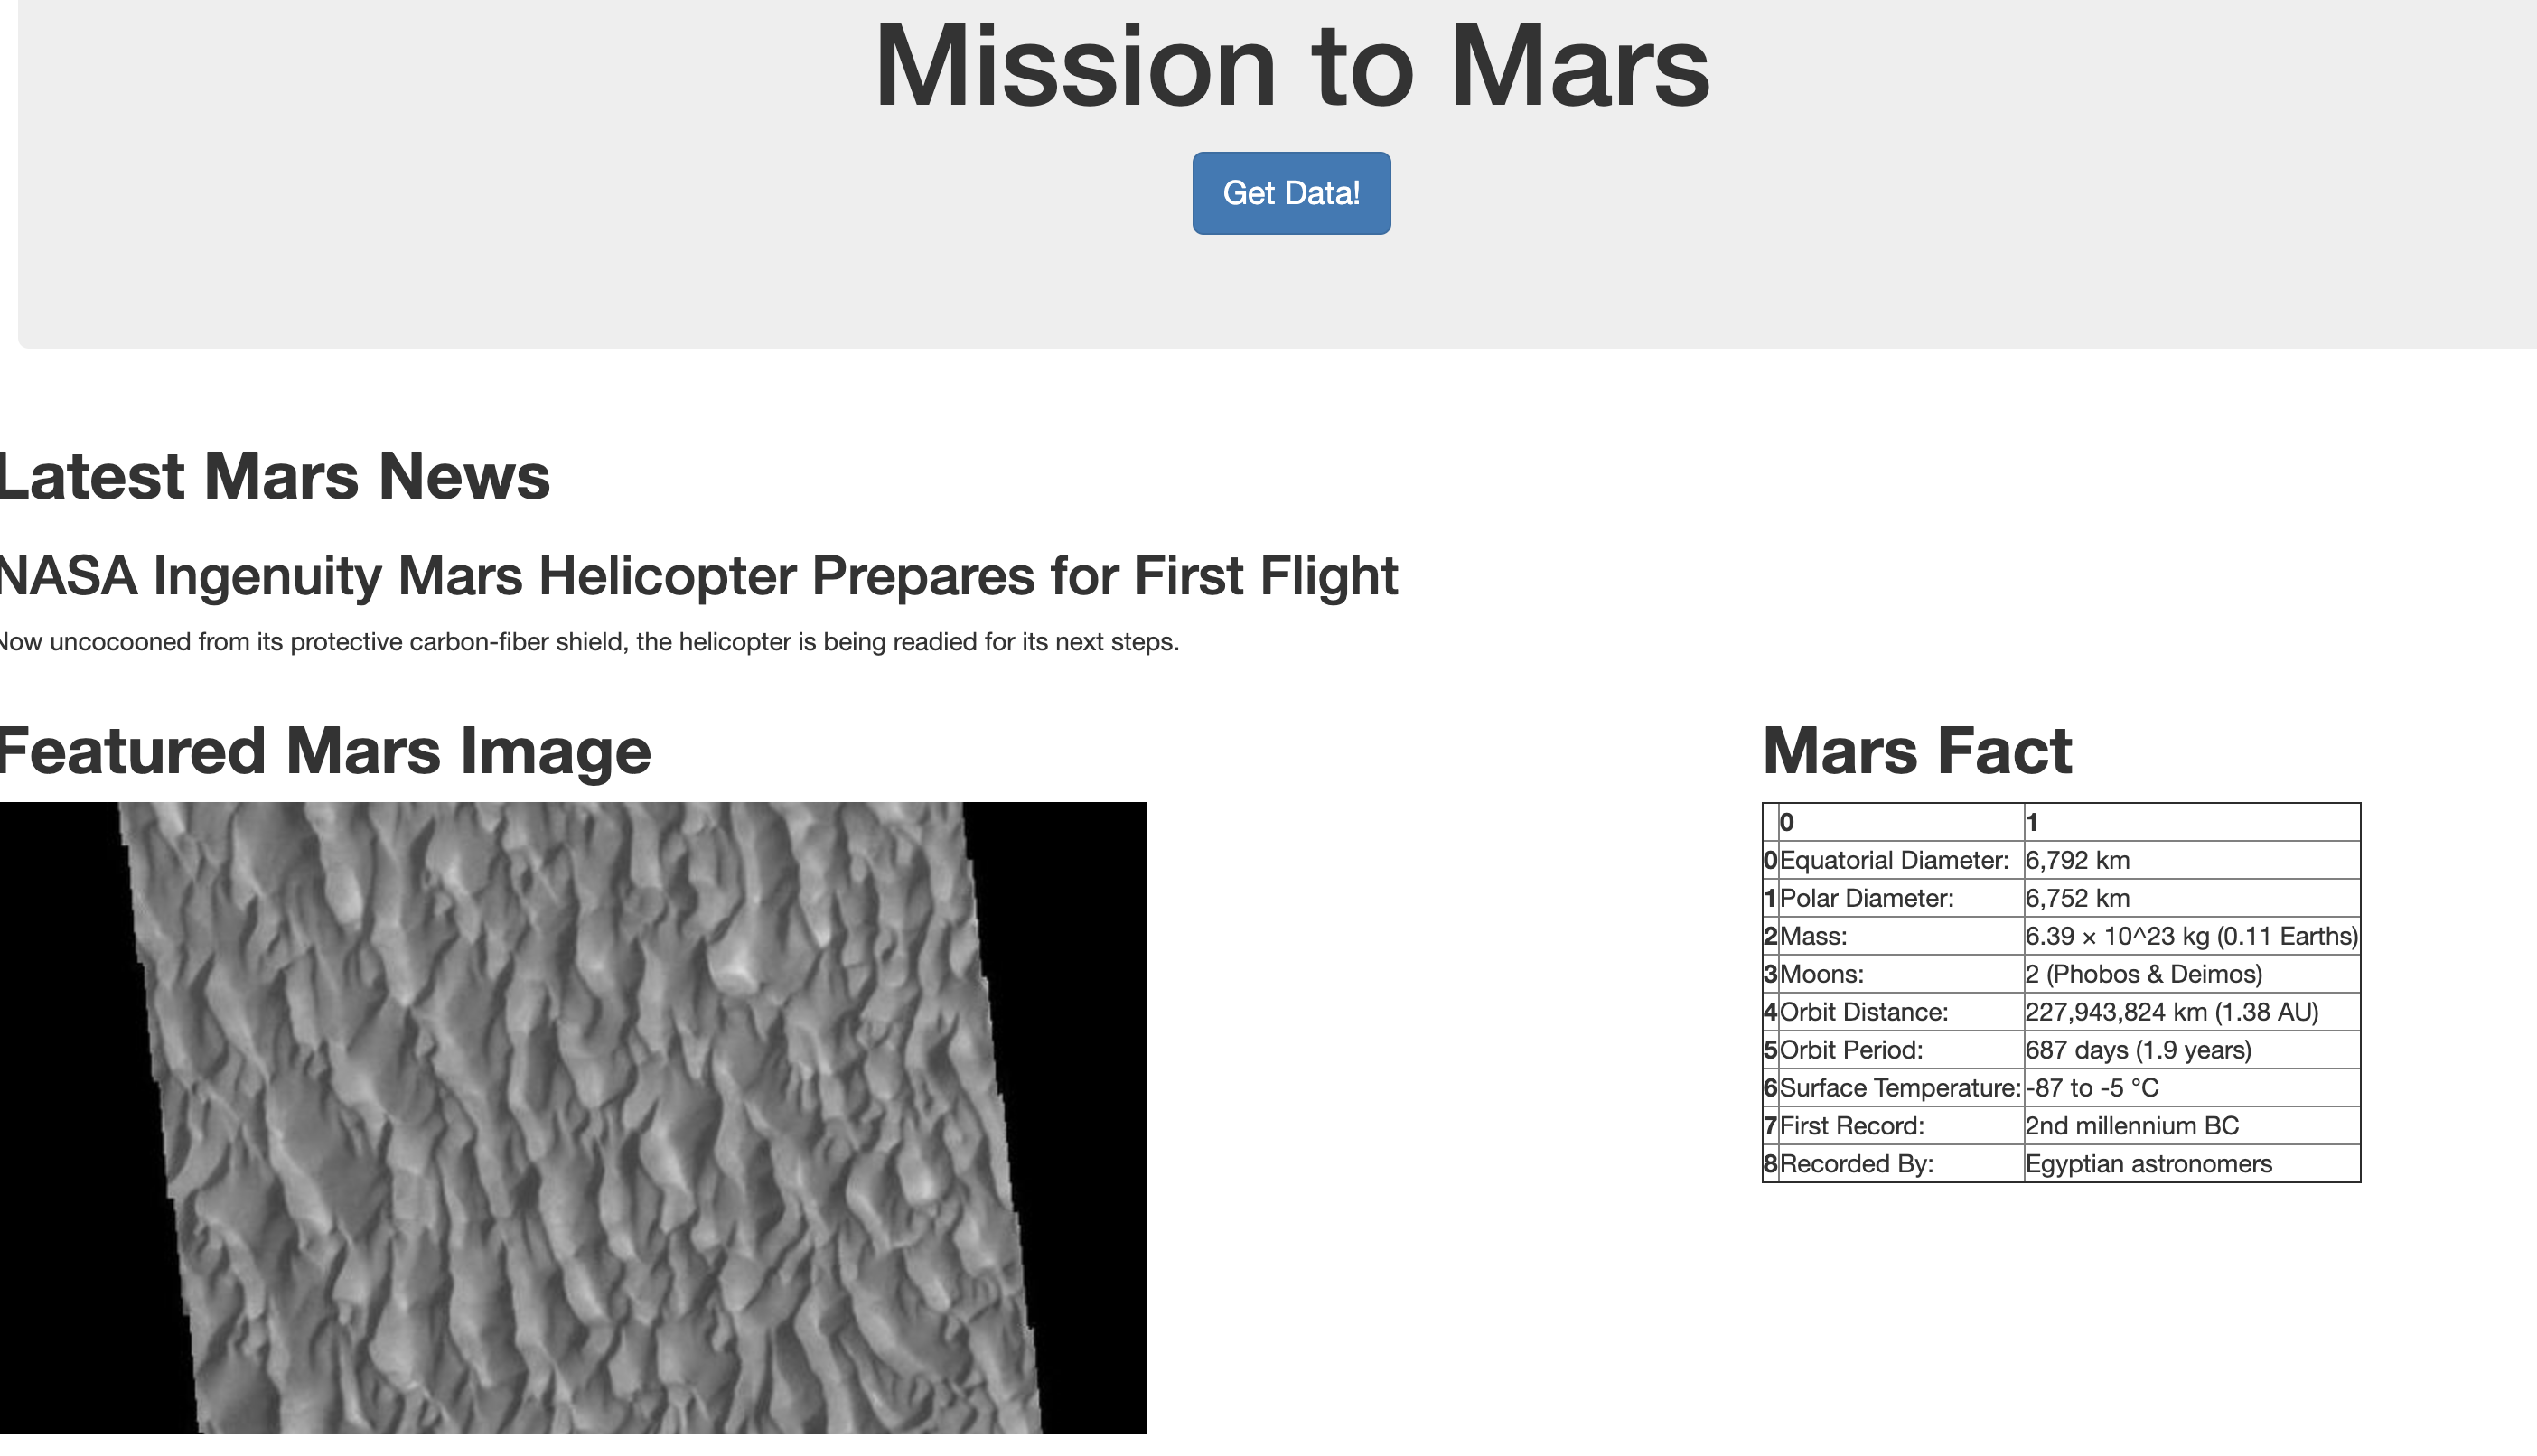 Mission to Mars
Get Data!
Latest Mars News
NASA Ingenuity Mars Helicopter Prepares for First Flight
Now uncocooned from its protective carbon-fiber shield, the helicopter is being readied for its next steps.
Featured Mars Image
Mars Fact
0 1
0 Equatorial Diameter: 6,792 km
1 Polar Diameter: 6,752 km
2 Mass: 6.39 × 10^23 kg (0.11 Earths)
3 Moons: 2 (Phobos & Deimos)
4 Orbit Distance: 227,943,824 km (1.38 AU)
5 Orbit Period: 687 days (1.9 years)
6 Surface Temperature: -87 to -5 °C
7 First Record: 2nd millennium BC
8 Recorded By: Egyptian astronomers